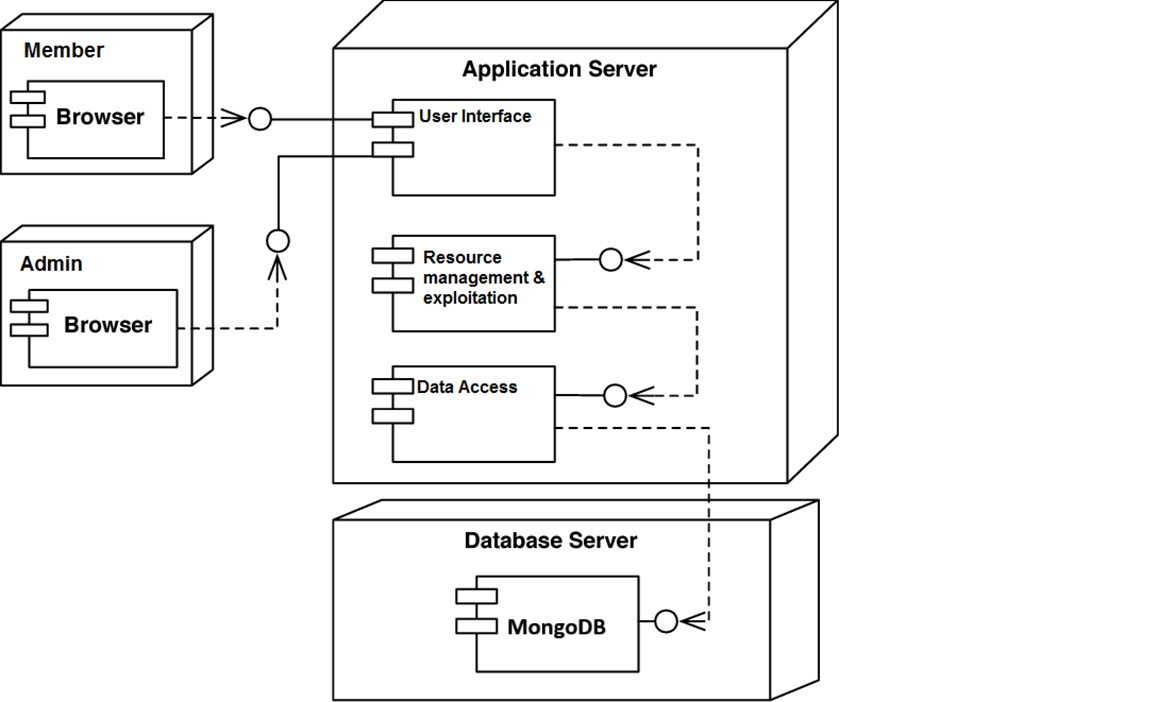 Member
Browser
Admin
Browser
Application Server
User Interface
Resource
management &
exploitation
Data Access
Database Server
MongoDB